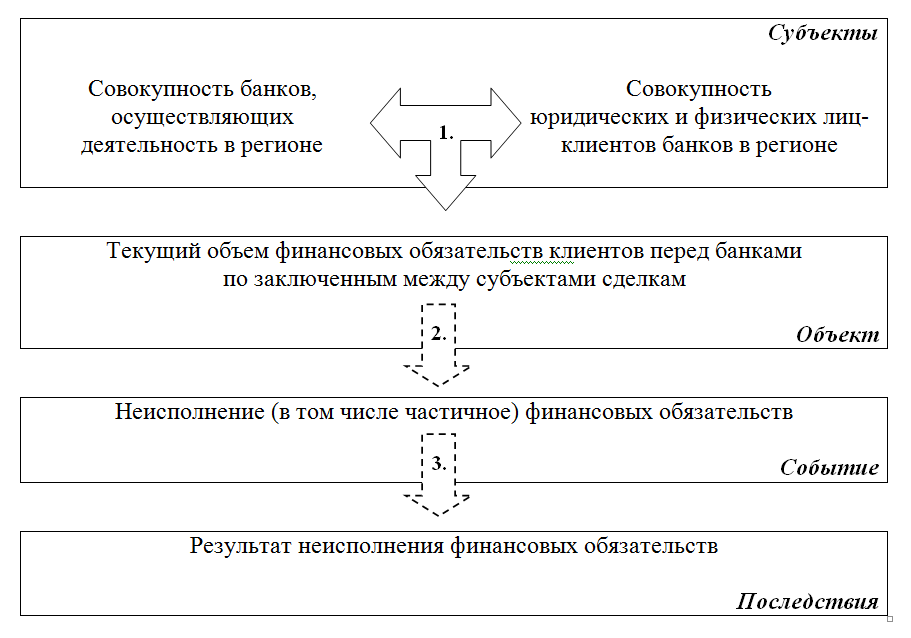 Субъекты
Совокупность банков,
осуществляющих
деятельность в регионе
1.
Совокупность
юридических и физических лиц-
клиентов банков в регионе
Текущий объем финансовых обязательств клиентов перед банками
по заключенным между субъектами сделкам
Объект
2.
Неисполнение (в том числе частичное) финансовых обязательств
Событие
3.
Результат неисполнения финансовых обязательств
Последствия